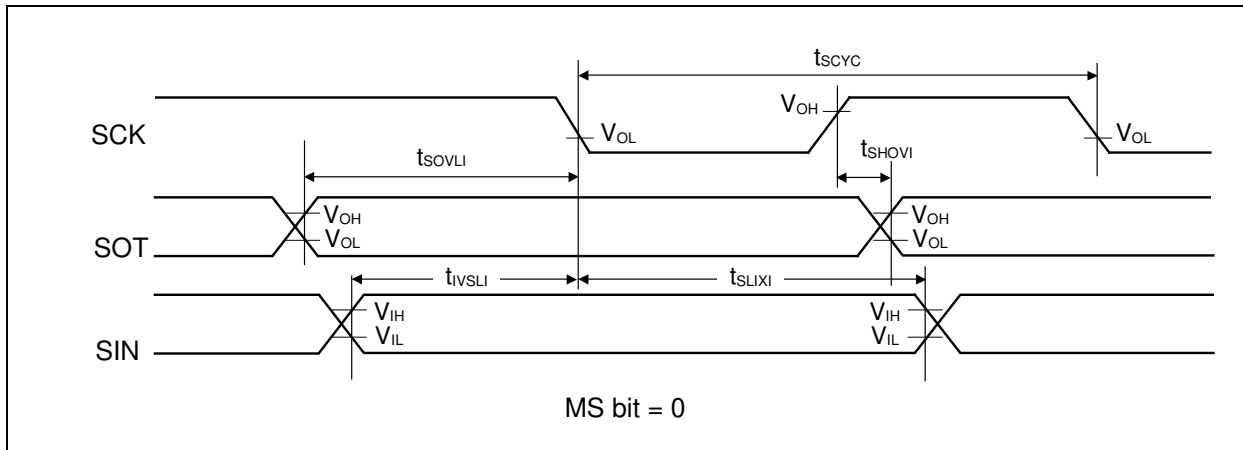 tSCYC
SCK
VOH
VOL
VOL
tSOVLI
tSHOVI
SOT
VOH
VOL
VOH
VOL
tIVSLI
tSLIXI
SIN
VIH
VIL
VIH
VIL
MS bit = 0